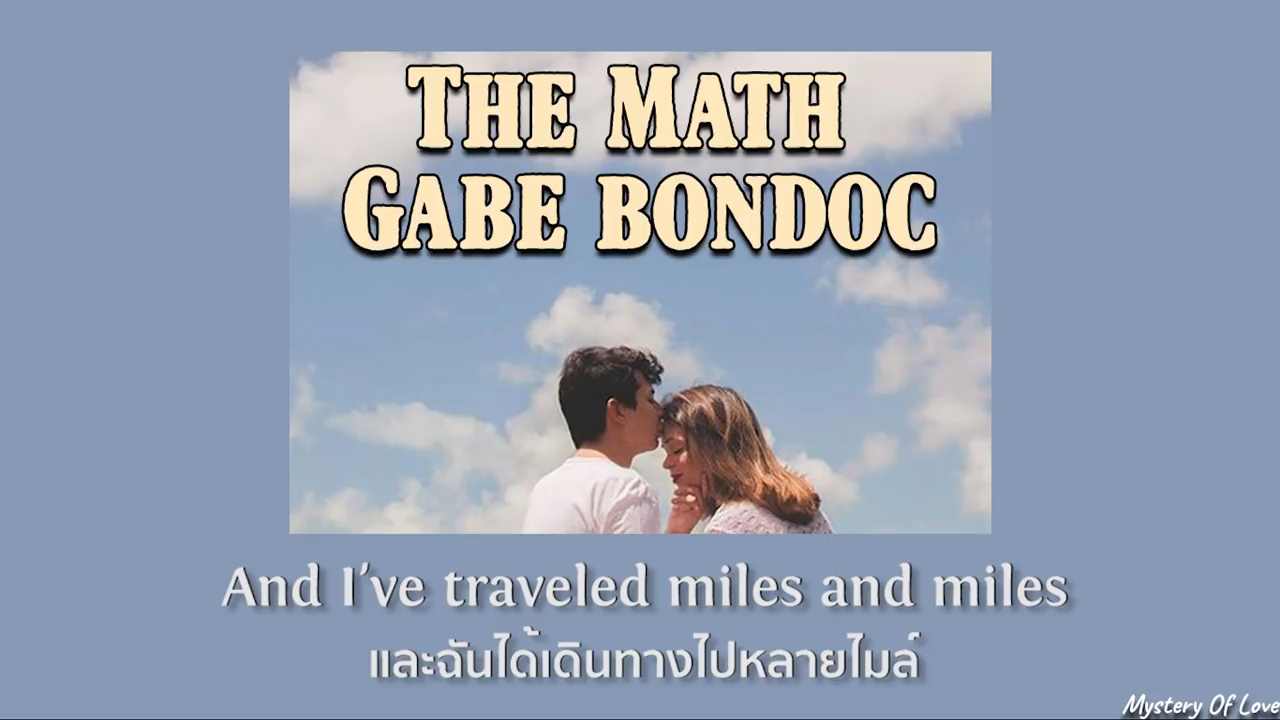 THE MATH
GABE BONDOC
And I've traveled miles and miles
และฉันได้เดินทางไปหลายไมล์
Mystery Of Love